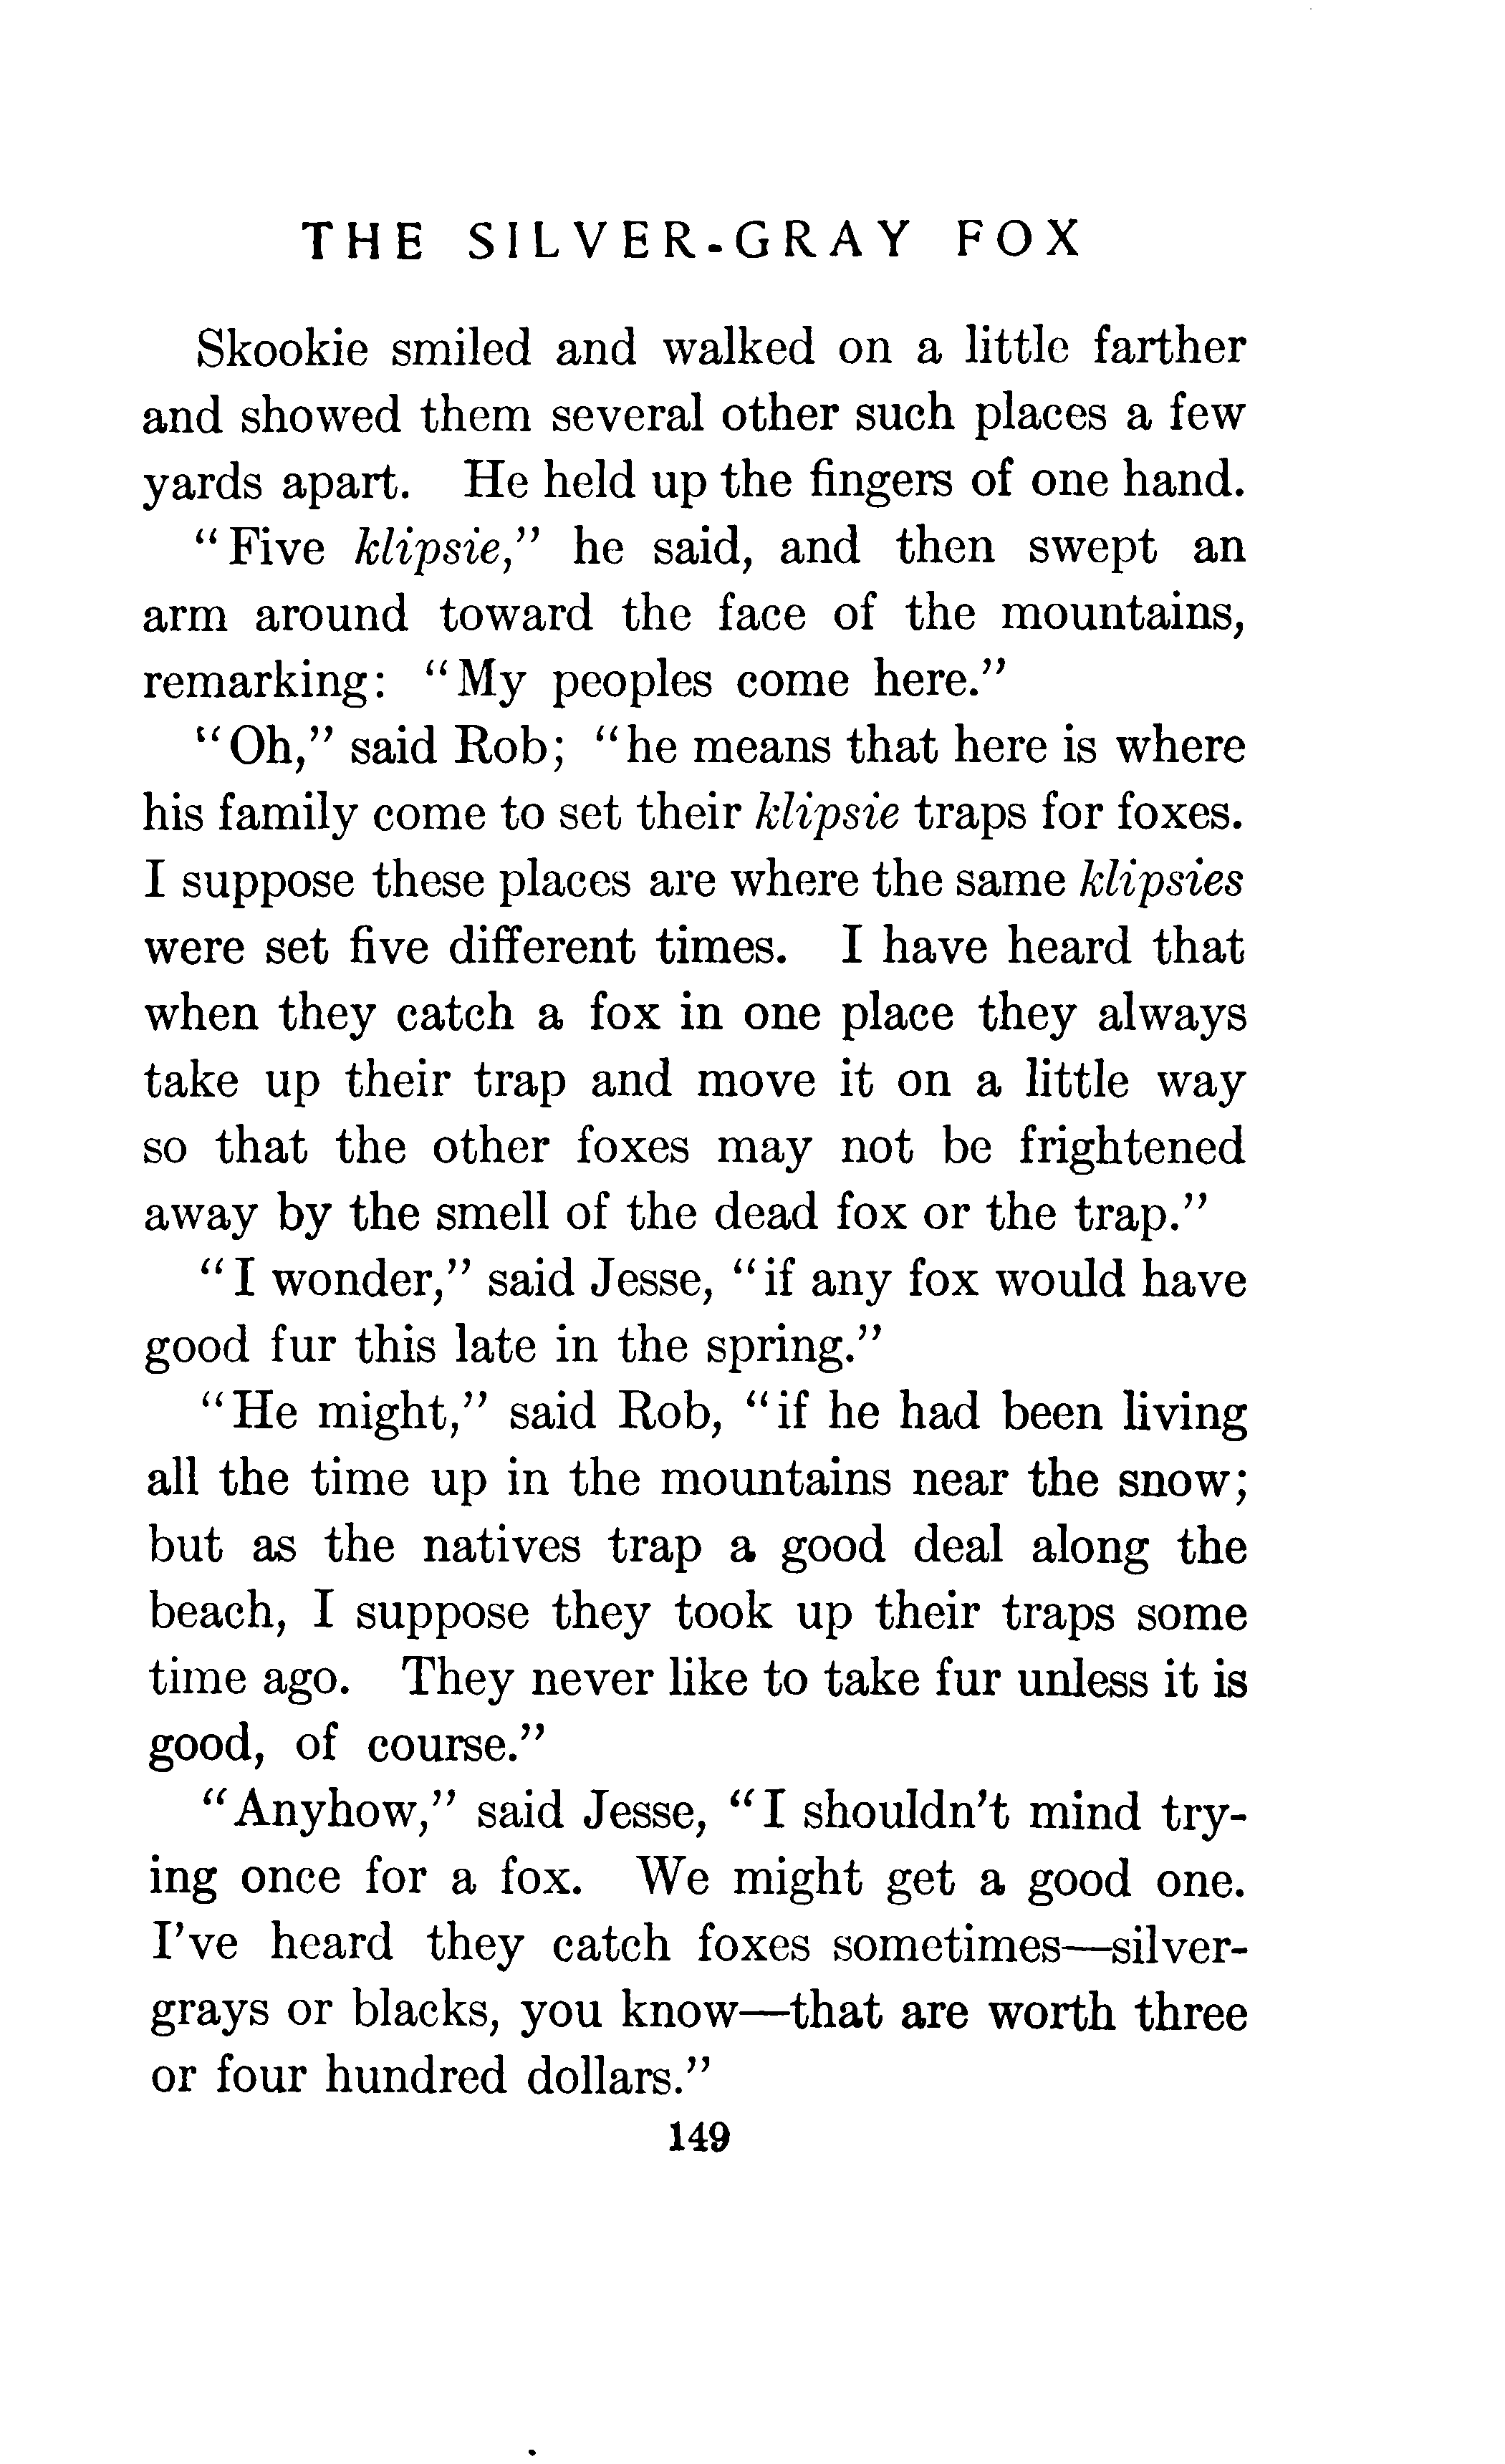 THE SILVER-GRAY FOX
Skookie smiled and walked on a little farther
and showed them several other such places a few
yards apart. He held up the fingers of one hand.
“Five klipsie,” he said, and then swept an
arm around toward the face of the mountains,
remarking: “My peoples come here.”
“Oh,” said Rob; “he means that here is where
his family come to set their klipsie traps for foxes.
I suppose these places are where the same klipsies
were set five different times. I have heard that
when they catch a fox in one place they always
take up their trap and move it on a little way
so that the other foxes may not be frightened
away by the smell of the dead fox or the trap.”
“I wonder,” said Jesse, “if any fox would have
good fur this late in the spring.”
“He might,” said Rob, “if he had been living
all the time up in the mountains near the snow;
but as the natives trap a good deal along the
beach, I suppose they took up their traps some
time ago. They never like to take fur unless it is
good, of course.”
“Anyhow,” said Jesse, “I shouldn’t mind try-
ing once for a fox. We might get a good one.
I’ve heard they catch foxes sometimes—silver-
grays or blacks, you know—that are worth three
or four hundred dollars.”
149